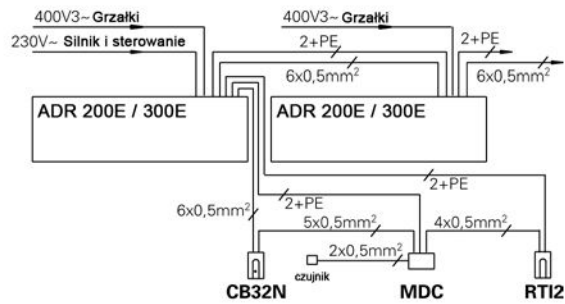 400V3~ Grzałki
400V3~ Grzałki
230V~ Silnik i sterowanie
2+PE
2+PE
6x0,5mm²
6x0,5mm²
ADR 200E / 300E
ADR 200E / 300E
2+PE
6x0,5mm²
2+PE
5x0,5mm²
4x0,5mm²
2x0,5mm²
czujnik
CB32N
MDC
RTI2